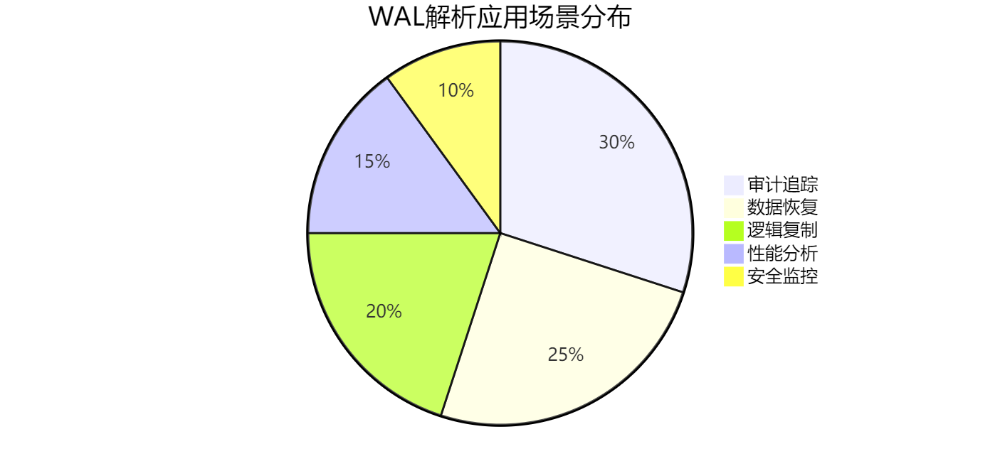 WAL解析应用场景分布
10%
30%
15%
20%
25%
审计追踪
数据恢复
逻辑复制
性能分析
安全监控